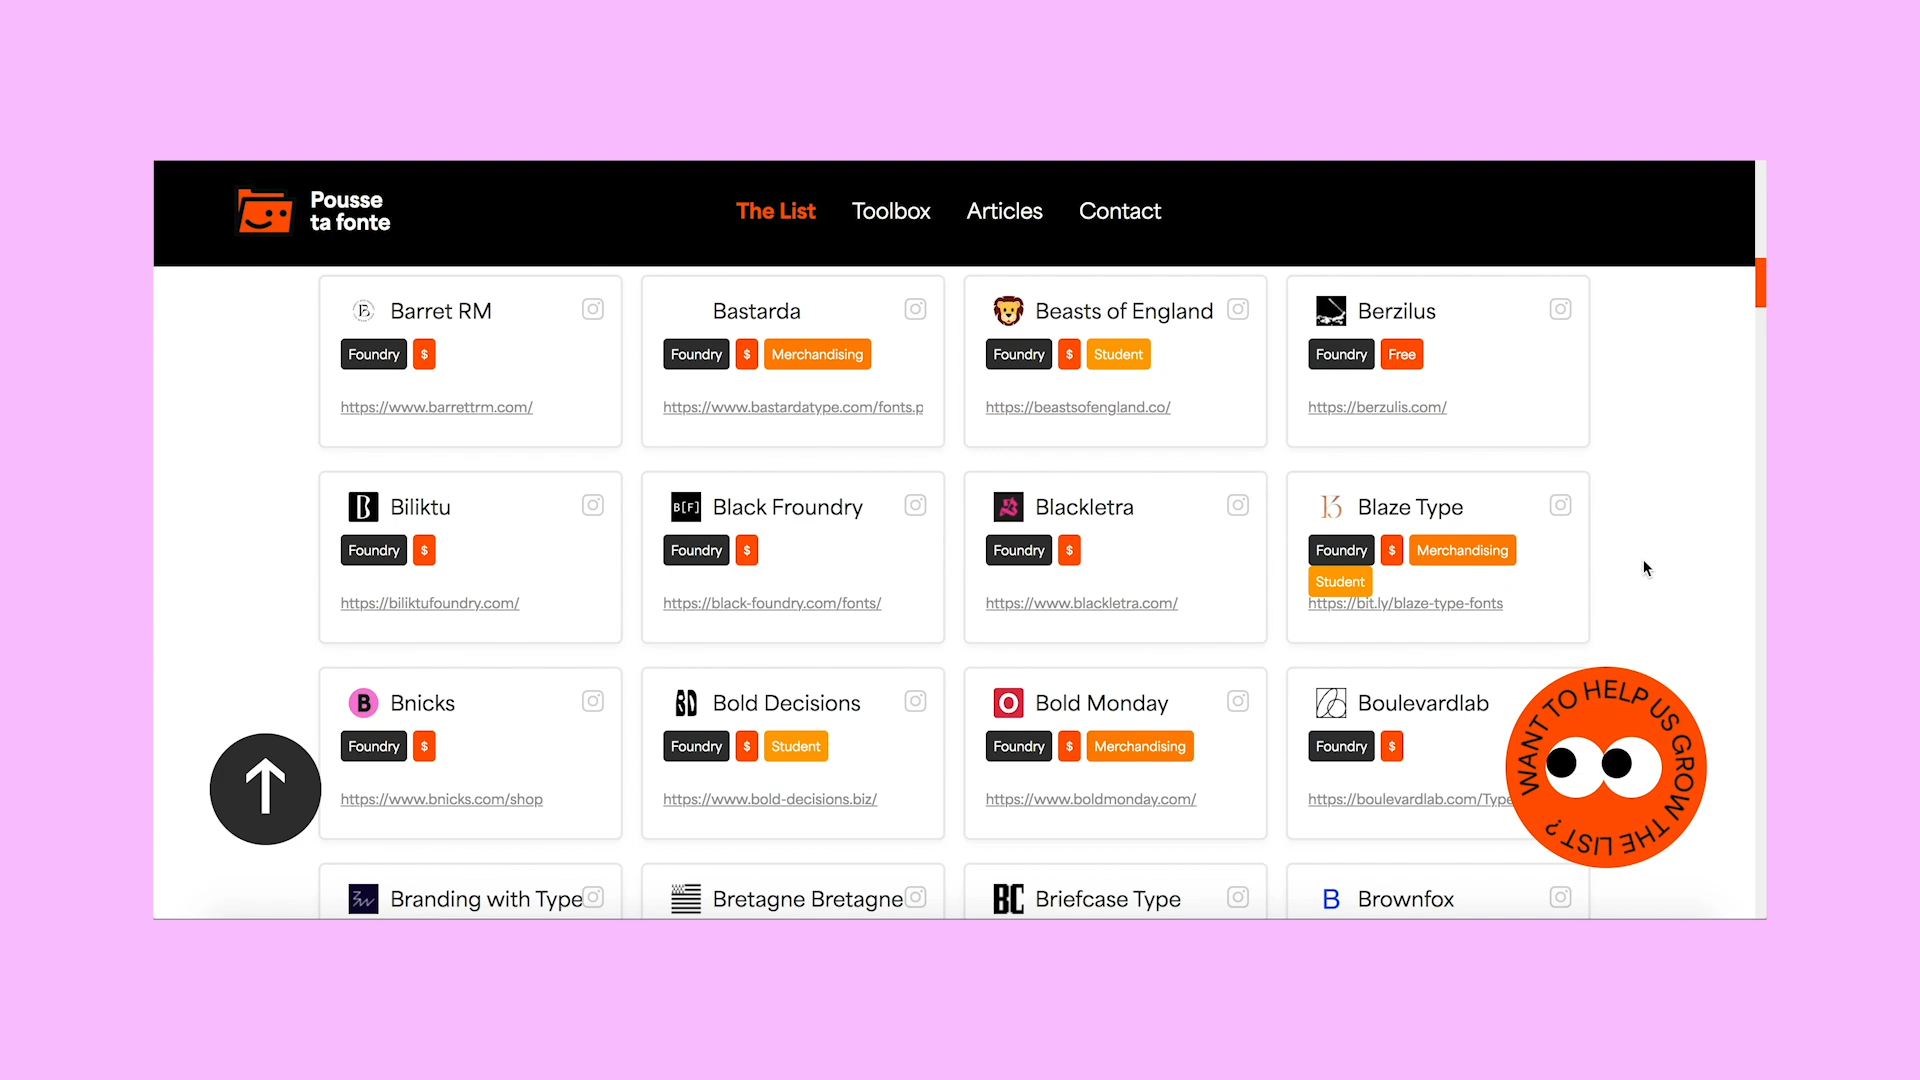 Pousse
ta fonte
The List Toolbox Articles Contact
Barret RM
Foundry $
https://www.barrettrm.com/
Bastarda
Foundry $ Merchandising
https://www.bastardatype.com/fonts.p
Beasts of England
Foundry $ Student
https://beastsofengland.co/
Berzilus
Foundry Free
https://berzulis.com/
Biliktu
Foundry $
https://biliktufoundry.com/
B[F] Black Froundry
Foundry $
https://black-foundry.com/fonts/
Blackletra
Foundry $
https://www.blackletra.com/
Blaze Type
Foundry $ Merchandising
Student
https://bit.ly/blaze-type-fonts
B Bnicks
Foundry $
https://www.bnicks.com/shop
BD Bold Decisions
Foundry $ Student
https://www.bold-decisions.biz/
Bold Monday
Foundry $ Merchandising
https://www.boldmonday.com/
Boulevardlab
Foundry $
https://boulevardlab.com/Type
WANT TO HELP US GROW THE LIST ?
Branding with Type
Bretagne Bretagne
BC Briefcase Type
B Brownfox